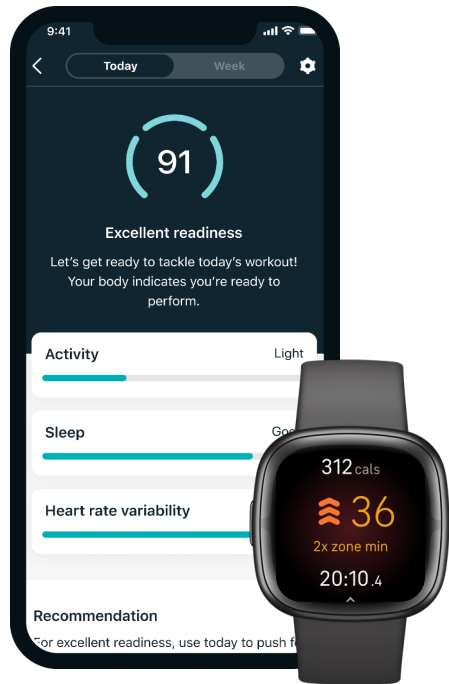 9:41
Today
Week
91
Excellent readiness
Let's get ready to tackle today's workout!
Your body indicates you're ready to
perform.
Activity
Light
Sleep
Heart rate variability
Recommendation
For excellent readiness, use today to push
312 cals
36
2x zone min
20:10.4